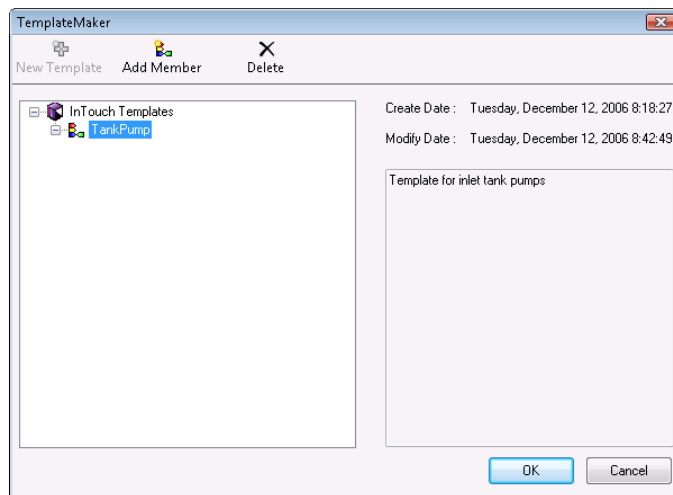 TemplateMaker
New Template Add Member Delete
InTouch Templates
TankPump
Create Date : Tuesday, December 12, 2006 8:18:27
Modify Date : Tuesday, December 12, 2006 8:42:49
Template for inlet tank pumps
OK Cancel